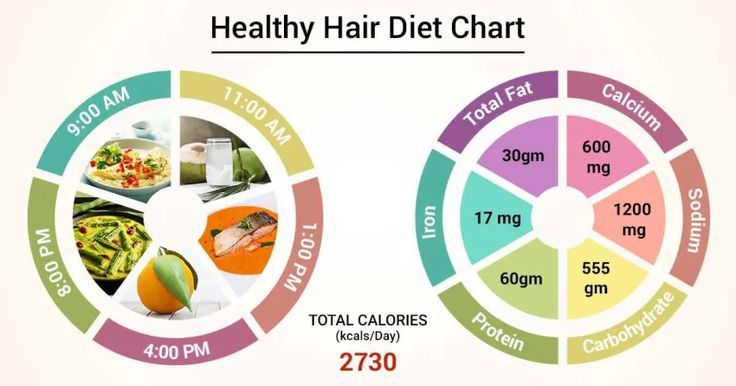 Healthy Hair Diet Chart
9:00 AM
11:00 AM
1:00 PM
4:00 PM
8:00 PM
TOTAL CALORIES
(kcals/Day)
2730
Total Fat
30gm
Calcium
600
mg
Sodium
1200
mg
Carbohydrate
555
gm
Protein
60gm
Iron
17 mg